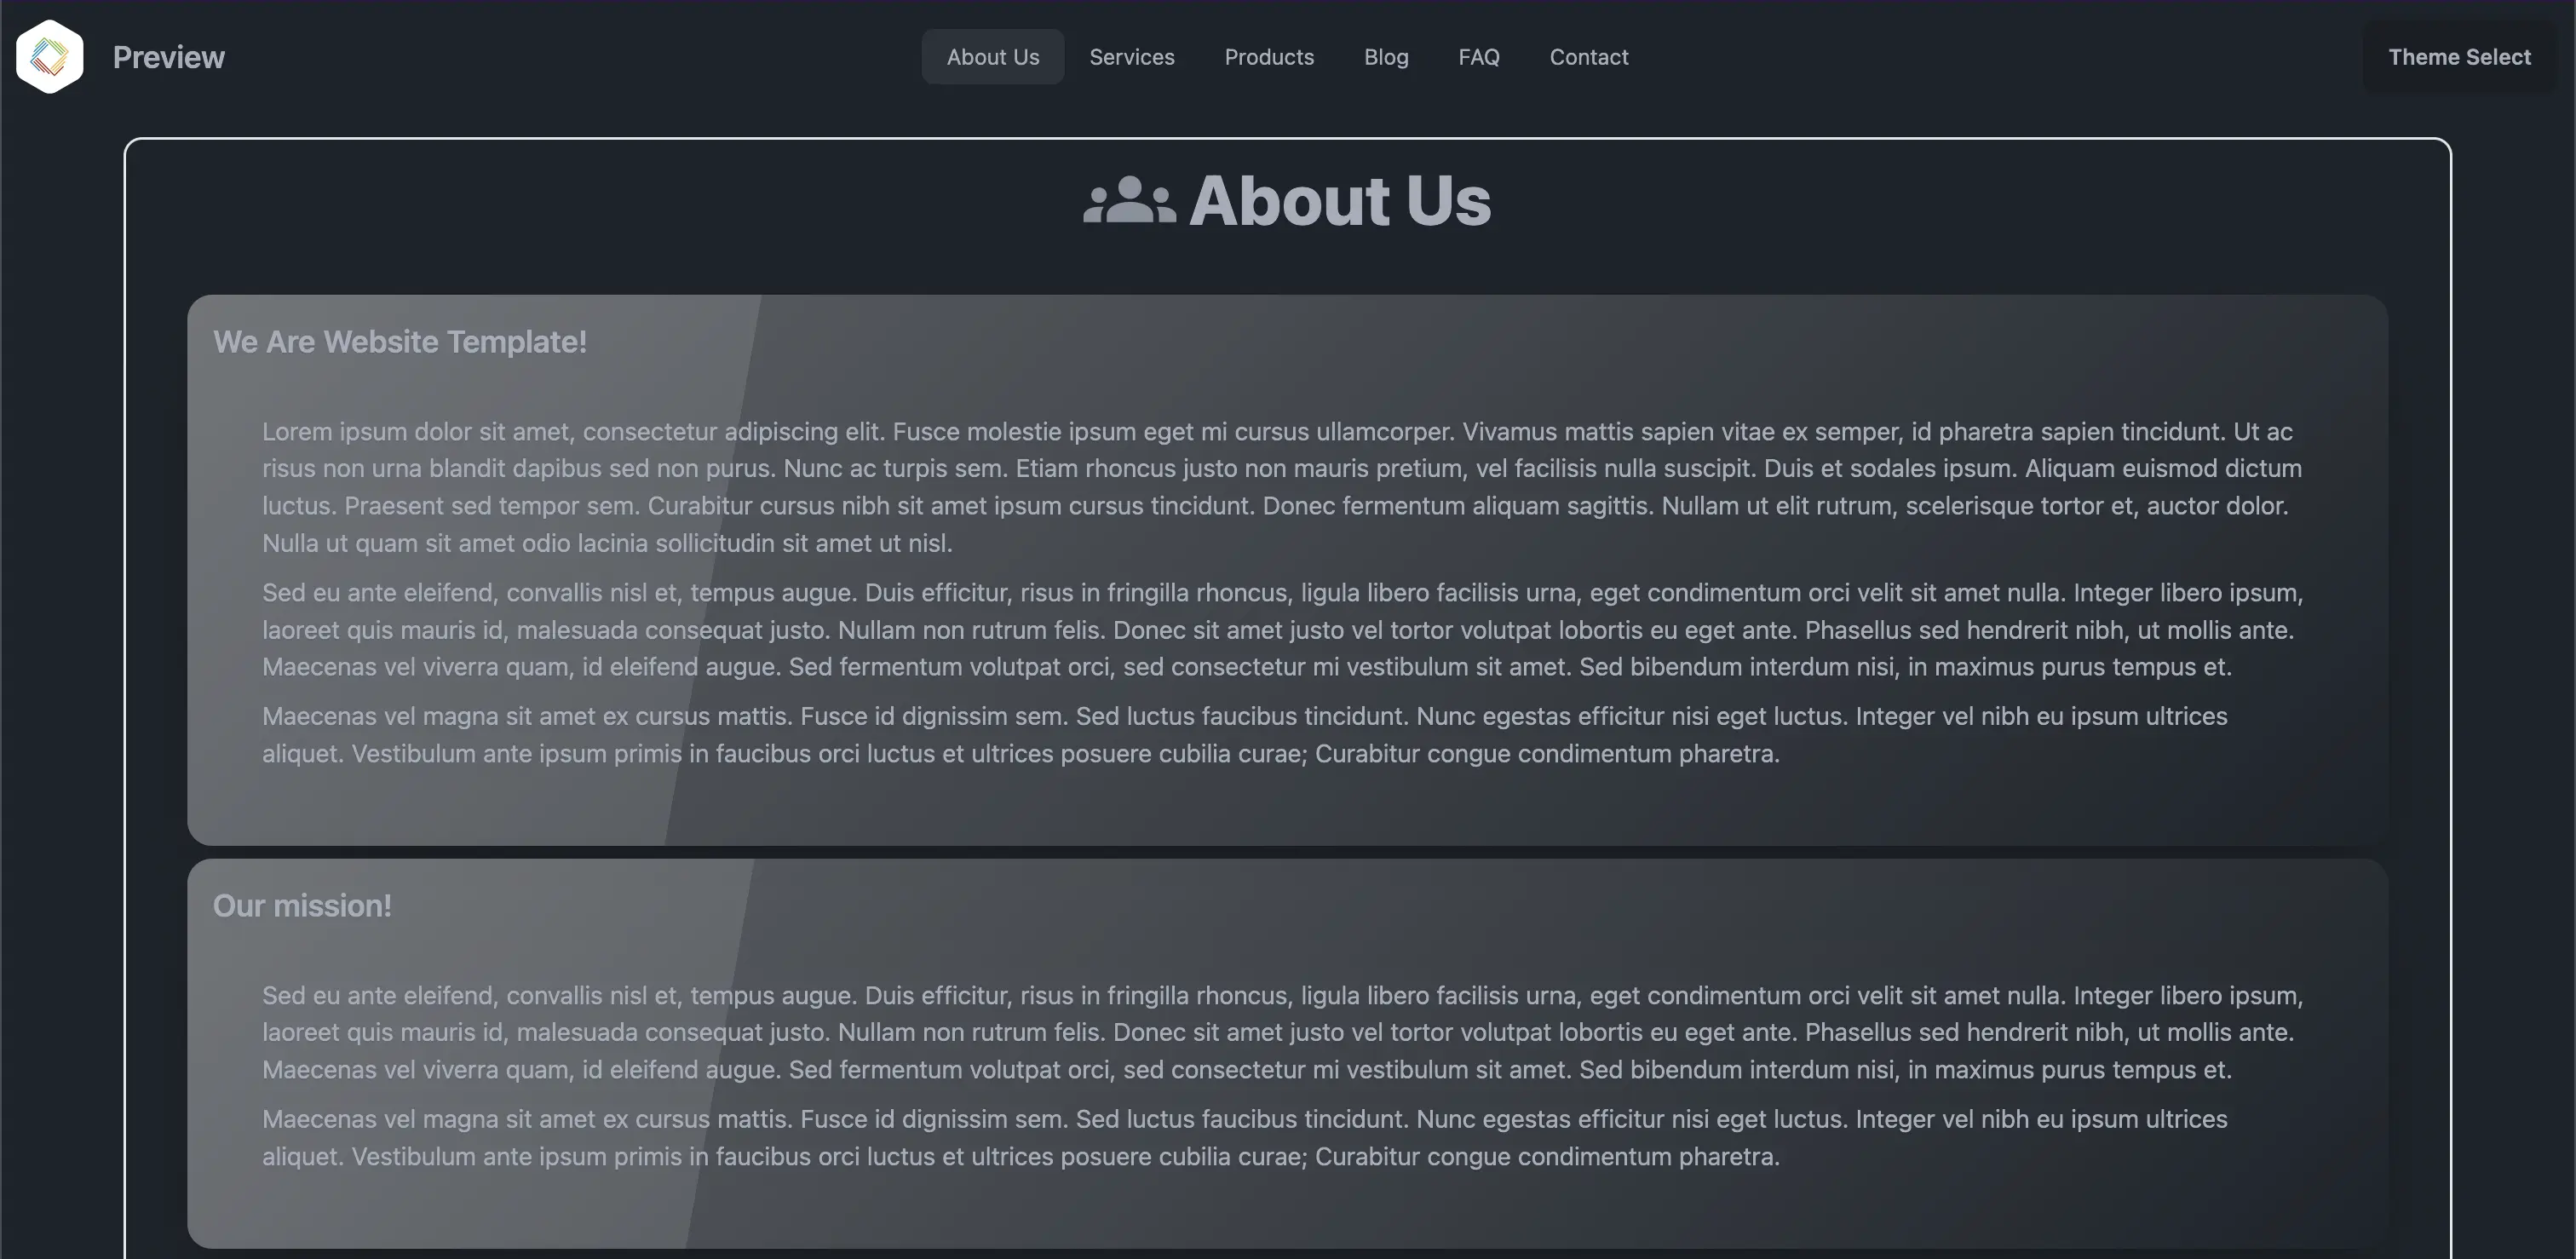 Preview
About Us
Services
Products
Blog
FAQ
Contact
Theme Select
About Us
We Are Website Template!
Lorem ipsum dolor sit amet, consectetur adipiscing elit. Fusce molestie ipsum eget mi cursus ullamcorper. Vivamus mattis sapien vitae ex semper, id pharetra sapien tincidunt. Ut ac
risus non urna blandit dapibus sed non purus. Nunc ac turpis sem. Etiam rhoncus justo non mauris pretium, vel facilisis nulla suscipit. Duis et sodales ipsum. Aliquam euismod dictum
luctus. Praesent sed tempor sem. Curabitur cursus nibh sit amet ipsum cursus tincidunt. Donec fermentum aliquam sagittis. Nullam ut elit rutrum, scelerisque tortor et, auctor dolor.
Nulla ut quam sit amet odio lacinia sollicitudin sit amet ut nisl.
Sed eu ante eleifend, convallis nisl et, tempus augue. Duis efficitur, risus in fringilla rhoncus, ligula libero facilisis urna, eget condimentum orci velit sit amet nulla. Integer libero ipsum,
laoreet quis mauris id, malesuada consequat justo. Nullam non rutrum felis. Donec sit amet justo vel tortor volutpat lobortis eu eget ante. Phasellus sed hendrerit nibh, ut mollis ante.
Maecenas vel viverra quam, id eleifend augue. Sed fermentum volutpat orci, sed consectetur mi vestibulum sit amet. Sed bibendum interdum nisi, in maximus purus tempus et.
Maecenas vel magna sit amet ex cursus mattis. Fusce id dignissim sem. Sed luctus faucibus tincidunt. Nunc egestas efficitur nisi eget luctus. Integer vel nibh eu ipsum ultrices
aliquet. Vestibulum ante ipsum primis in faucibus orci luctus et ultrices posuere cubilia curae; Curabitur congue condimentum pharetra.
Our mission!
Sed eu ante eleifend, convallis nisl et, tempus augue. Duis efficitur, risus in fringilla rhoncus, ligula libero facilisis urna, eget condimentum orci velit sit amet nulla. Integer libero ipsum,
laoreet quis mauris id, malesuada consequat justo. Nullam non rutrum felis. Donec sit amet justo vel tortor volutpat lobortis eu eget ante. Phasellus sed hendrerit nibh, ut mollis ante.
Maecenas vel viverra quam, id eleifend augue. Sed fermentum volutpat orci, sed consectetur mi vestibulum sit amet. Sed bibendum interdum nisi, in maximus purus tempus et.
Maecenas vel magna sit amet ex cursus mattis. Fusce id dignissim sem. Sed luctus faucibus tincidunt. Nunc egestas efficitur nisi eget luctus. Integer vel nibh eu ipsum ultrices
aliquet. Vestibulum ante ipsum primis in faucibus orci luctus et ultrices posuere cubilia curae; Curabitur congue condimentum pharetra.